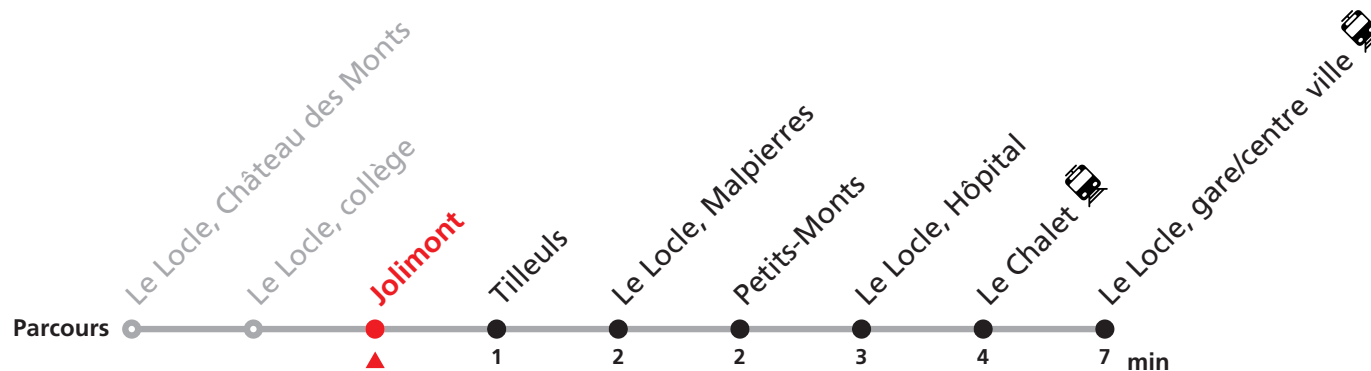 Le Locle, Château des Monts
Le Locle, collège
Jolimont
Tilleuls
Le Locle, Malpierres
Petits-Monts
Le Locle, Hôpital
Le Chalet
Le Locle, gare/centre ville
Parcours
1 2 2 3 4 7 min